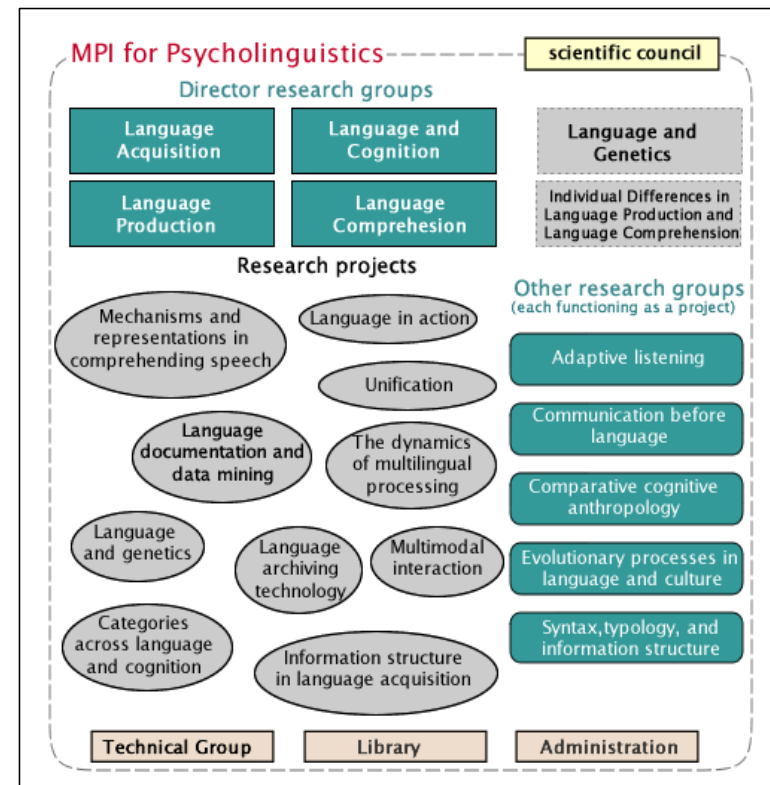 MPI for Psycholinguistics
scientific council
Director research groups
Language
Acquisition
Language and
Cognition
Language and
Genetics
Language
Production
Language
Comprehesion
Individual Differences in
Language Production and
Language Comprehension
Research projects
Other research groups
(each functioning as a project)
Mechanisms and
representations in
comprehending speech
Language in action
Unification
Language
documentation and
data mining
The dynamics
of multilingual
processing
Language
and genetics
Language
archiving
technology
Multimodal
interaction
Categories
across language
and cognition
Information structure
in language acquisition
Adaptive listening
Communication before
language
Comparative cognitive
anthropology
Evolutionary processes in
language and culture
Syntax,typology, and
information structure
Technical Group
Library
Administration